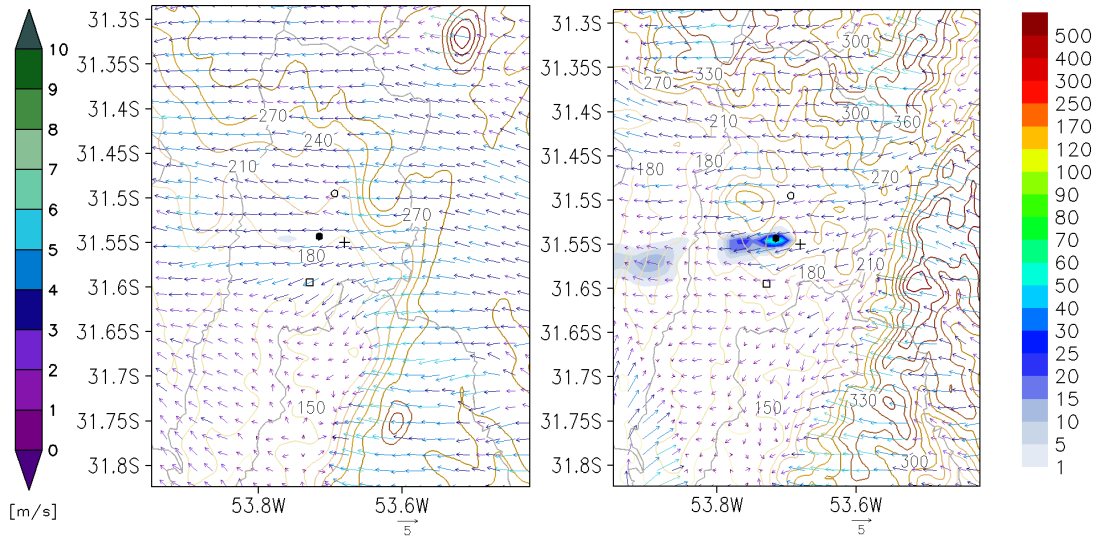 10
9
8
7
6
5
4
3
2
1
0
[m/s]
31.3S
31.35S
31.4S
31.45S
31.5S
31.55S
31.6S
31.65S
31.7S
31.75S
31.8S
270
240
210
270
180
150
53.8W
53.6W
5
31.3S
31.35S
31.4S
31.45S
31.5S
31.55S
31.6S
31.65S
31.7S
31.75S
31.8S
300
330
270
300
360
210
180
180
270
180
210
150
330
300
53.8W
53.6W
5
500
400
300
250
170
120
100
90
80
70
60
50
40
30
25
20
15
10
5
1